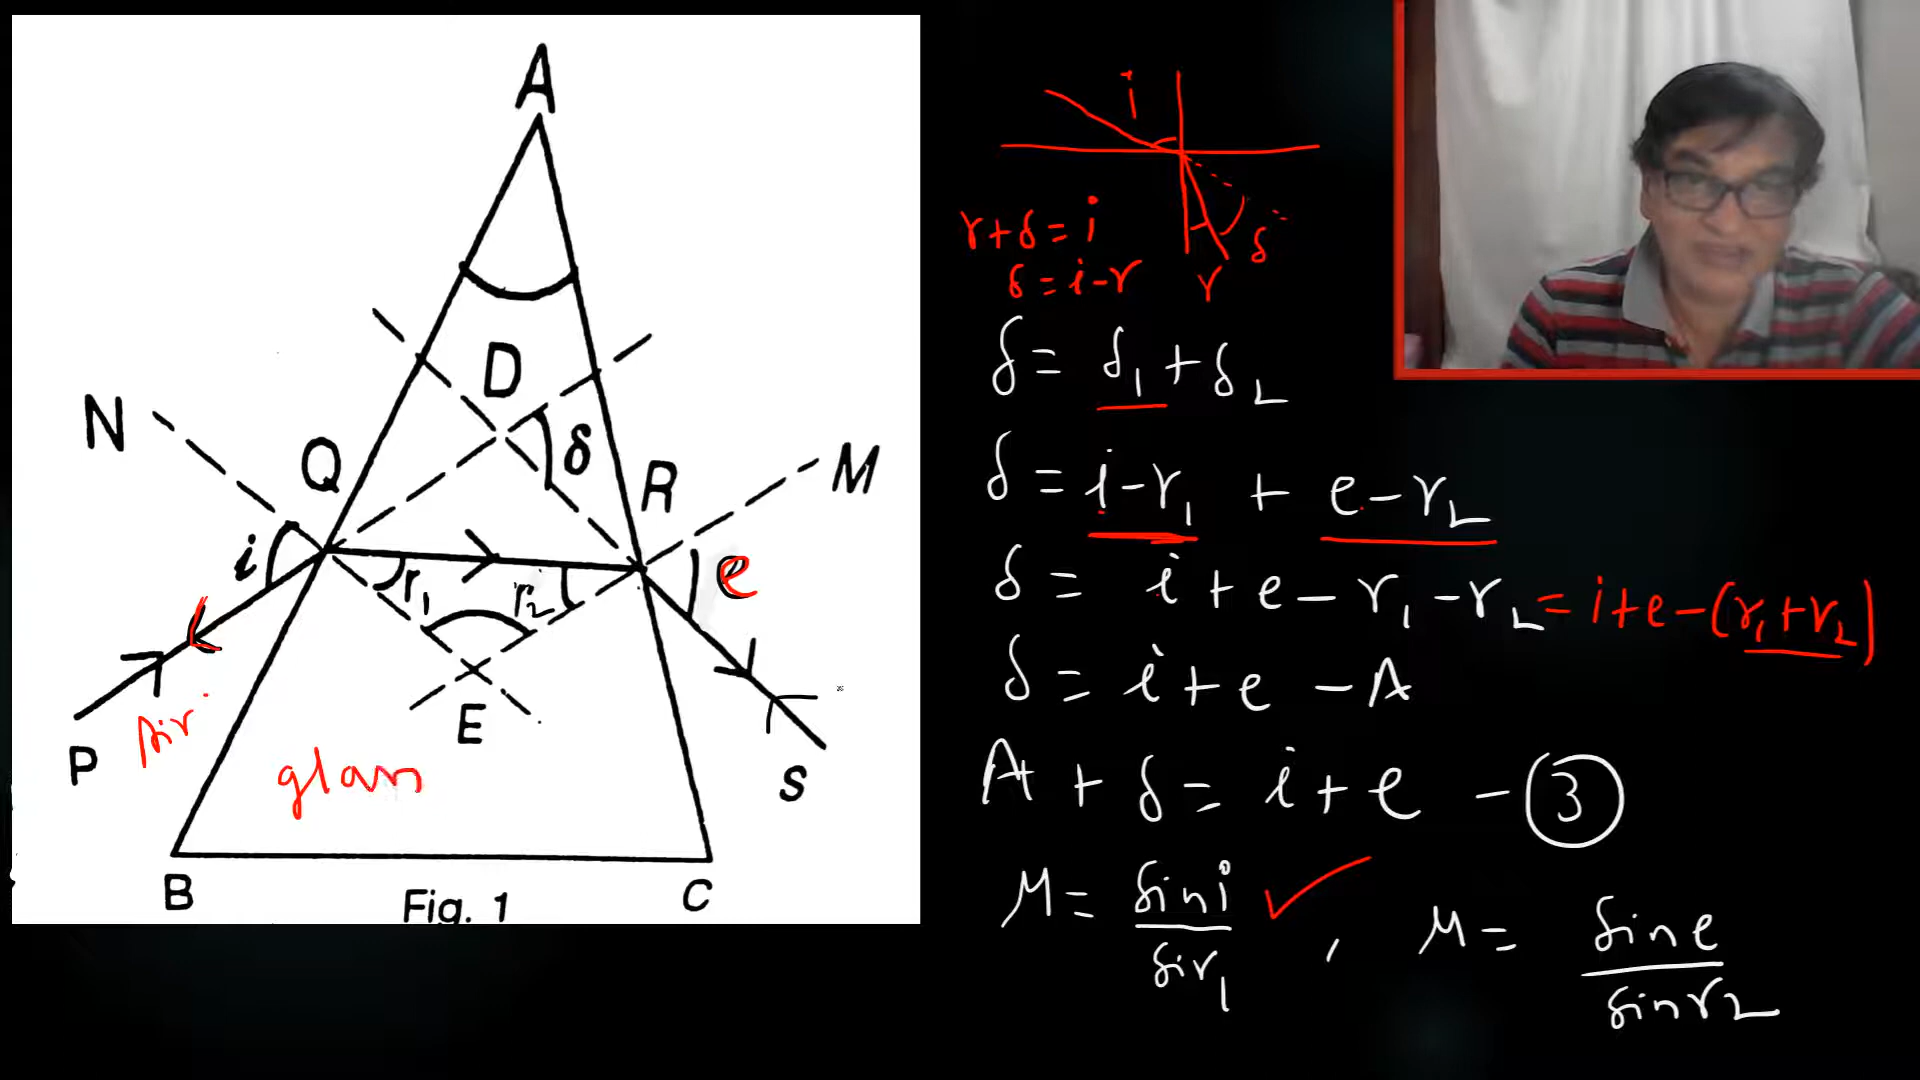 A
D
N
Q
δ
R
M
i
r₁
r₂
e
E
P
Air
glass
S
B
C
Fig. 1
i
r+δ = i
δ = i-r
r
δ
δ = δ₁ + δ₂
δ = i-r₁ + e-r₂
δ = i + e - r₁ - r₂ = i+e-(r₁+r₂)
δ = i + e - A
A + δ = i + e - ③
μ = sin i / sin r₁ , μ = sin e / sin r₂